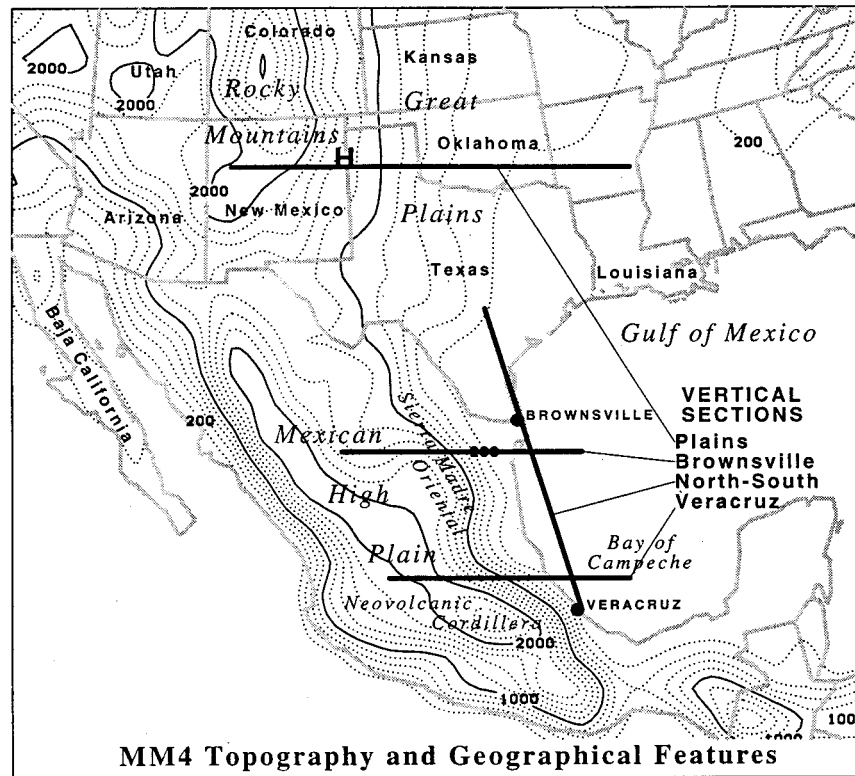 Colorado
2000
Utah
Kansas
Rocky
Great
2000
Mountains
H
Oklahoma
200
2000
Arizona
New Mexico
Plains
Texas
Louisiana
Baja California
Gulf of Mexico
200
Sierra Madre
Oriental
BROWNSVILLE
VERTICAL
SECTIONS
Mexican
Plains
Brownsville
North-South
Veracruz
High
Plain
Bay of
Campeche
Neovolcanic
Cordillera
VERACRUZ
2000
1000
MM4 Topography and Geographical Features